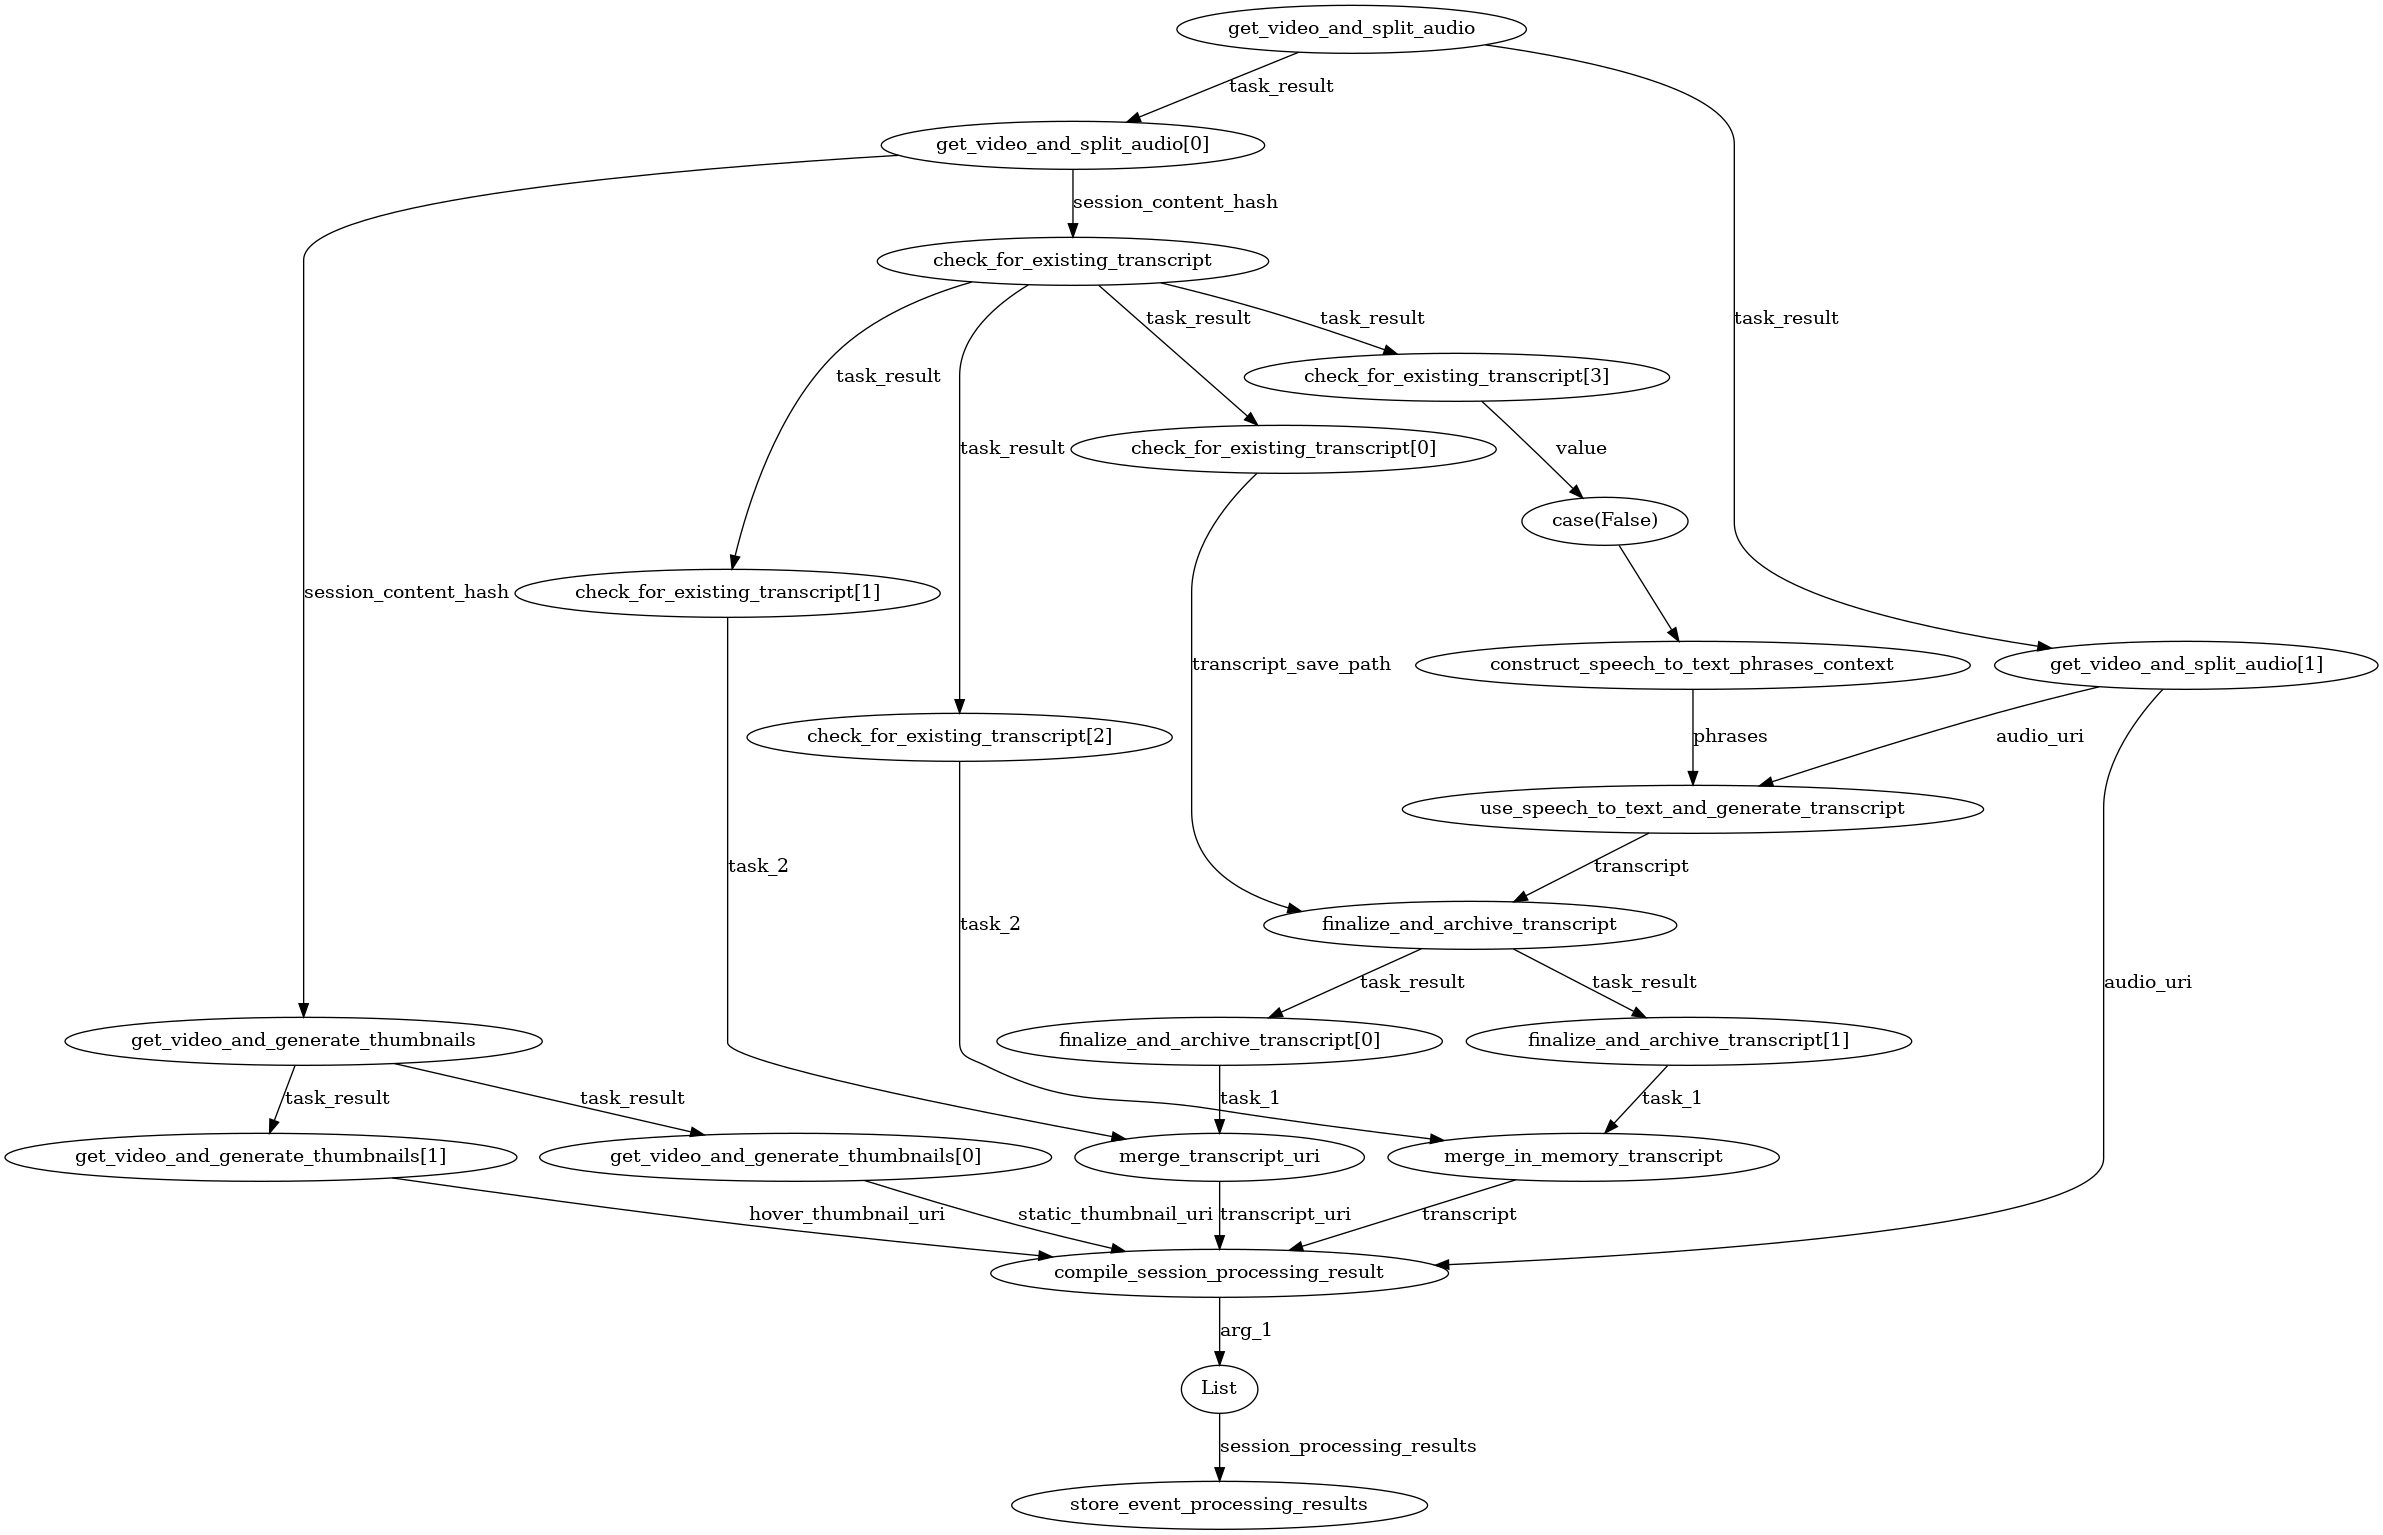 get_video_and_split_audio
task_result
get_video_and_split_audio[0]
session_content_hash
check_for_existing_transcript
task_result
task_result
task_result
task_result
task_result
check_for_existing_transcript[3]
check_for_existing_transcript[0]
value
case(False)
session_content_hash
check_for_existing_transcript[1]
transcript_save_path
construct_speech_to_text_phrases_context
get_video_and_split_audio[1]
check_for_existing_transcript[2]
phrases
audio_uri
use_speech_to_text_and_generate_transcript
task_2
transcript
task_2
finalize_and_archive_transcript
task_result
task_result
audio_uri
get_video_and_generate_thumbnails
finalize_and_archive_transcript[0]
finalize_and_archive_transcript[1]
task_result
task_result
task_1
task_1
get_video_and_generate_thumbnails[1]
get_video_and_generate_thumbnails[0]
merge_transcript_uri
merge_in_memory_transcript
hover_thumbnail_uri
static_thumbnail_uri
transcript_uri
transcript
compile_session_processing_result
arg_1
List
session_processing_results
store_event_processing_results